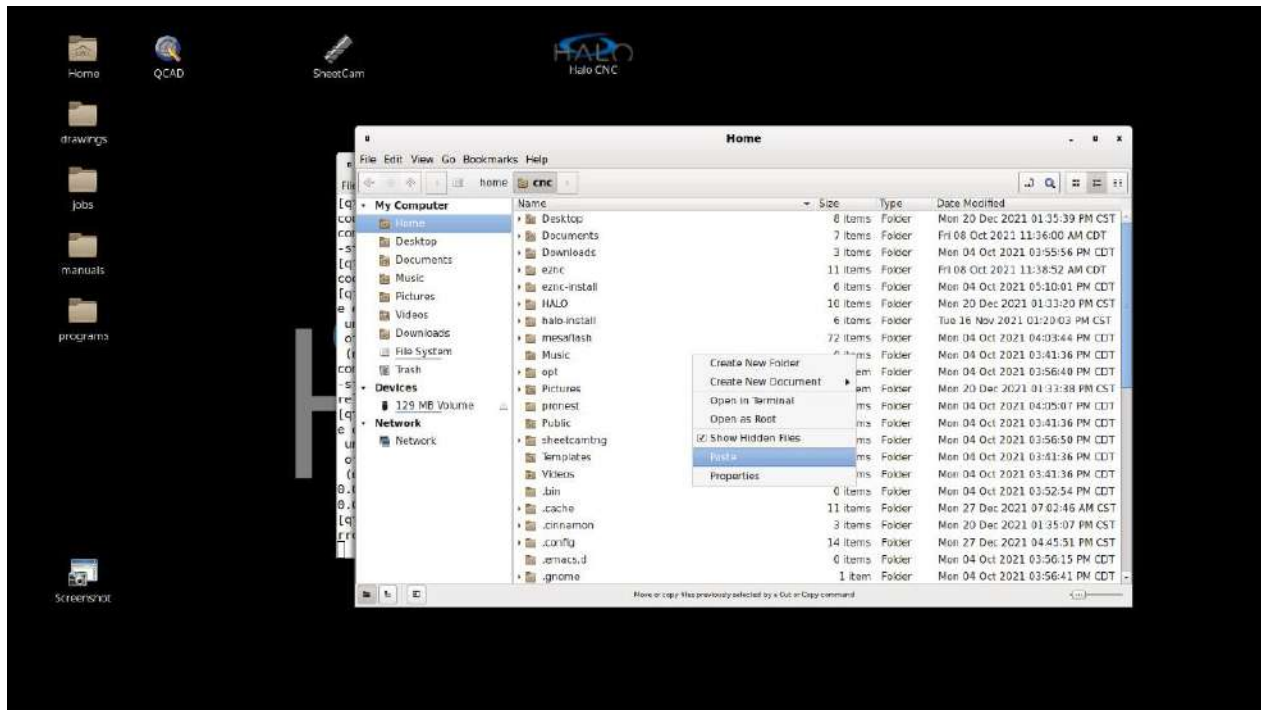 Home
QCAD
SheetCam
HALO
Halo CNC
drawings
jobs
manuals
programs
Screenshot
Home
File Edit View Go Bookmarks Help
home cnc
My Computer
Home
Desktop
Documents
Music
Pictures
Videos
Downloads
File System
Trash
Devices
129 MB Volume
Network
Network
Name Size Type Date Modified
Desktop 8 items Folder Mon 20 Dec 2021 01:35:39 PM CST
Documents 7 items Folder Fri 08 Oct 2021 11:36:00 AM CDT
Downloads 3 items Folder Mon 04 Oct 2021 03:55:56 PM CDT
eznc 11 items Folder Fri 08 Oct 2021 11:38:52 AM CDT
eznc-install 6 items Folder Mon 04 Oct 2021 05:10:01 PM CDT
HALO 16 items Folder Mon 20 Dec 2021 01:33:20 PM CST
halo-install 6 items Folder Tue 16 Nov 2021 01:20:03 PM CST
mesaflash 72 items Folder Mon 04 Oct 2021 04:03:44 PM CDT
Music Folder Mon 04 Oct 2021 03:41:36 PM CDT
opt Folder Mon 04 Oct 2021 03:56:40 PM CDT
Pictures Folder Mon 20 Dec 2021 01:33:38 PM CST
pronest Folder Mon 04 Oct 2021 04:05:07 PM CDT
Public Folder Mon 04 Oct 2021 03:41:36 PM CDT
sheetcamtng Folder Mon 04 Oct 2021 03:56:50 PM CDT
Templates Folder Mon 04 Oct 2021 03:41:36 PM CDT
Videos Folder Mon 04 Oct 2021 03:41:36 PM CDT
.bin 0 items Folder Mon 04 Oct 2021 03:52:54 PM CDT
.cache 11 items Folder Mon 27 Dec 2021 07:02:46 AM CST
.cinnamon 3 items Folder Mon 20 Dec 2021 01:35:07 PM CST
.config 14 items Folder Mon 27 Dec 2021 04:45:51 PM CST
.emacs.d 0 items Folder Mon 04 Oct 2021 03:56:15 PM CDT
.gnome 1 item Folder Mon 04 Oct 2021 03:56:41 PM CDT
Create New Folder
Create New Document
Open in Terminal
Open as Root
Show Hidden Files
Paste
Properties
Move or copy files previously selected by a Cut or Copy command